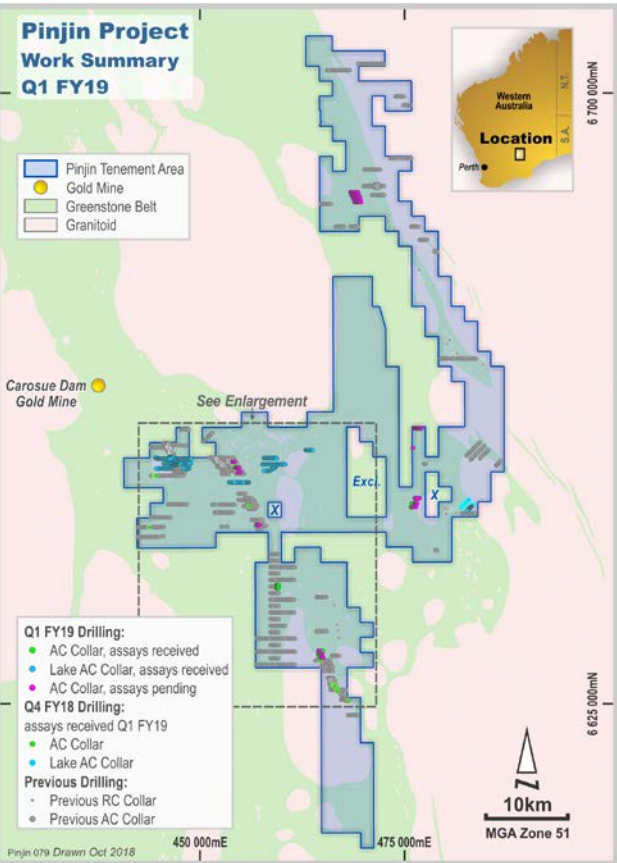 Pinjin Project
Work Summary
Q1 FY19
Pinjin Tenement Area
Gold Mine
Greenstone Belt
Granitoid
Western
Australia
N.T.
S.A.
Location
Perth
6 700 000mN
Carosue Dam
Gold Mine
See Enlargement
Excl.
X
X
Q1 FY19 Drilling:
AC Collar, assays received
Lake AC Collar, assays received
AC Collar, assays pending
Q4 FY18 Drilling:
assays received Q1 FY19
AC Collar
Lake AC Collar
Previous Drilling:
Previous RC Collar
Previous AC Collar
6 625 000mN
N
10km
MGA Zone 51
450 000mE
475 000mE
Pinjin 079 Drawn Oct 2018